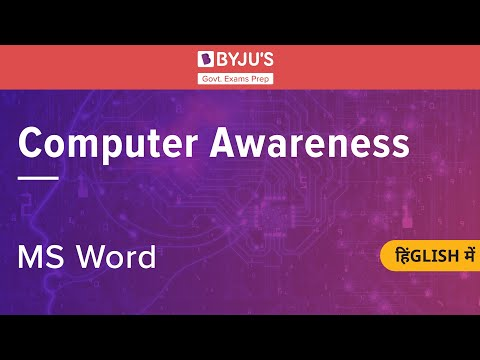 BYJU'S
Govt. Exams Prep
Computer Awareness
MS Word
हिंGLISH में